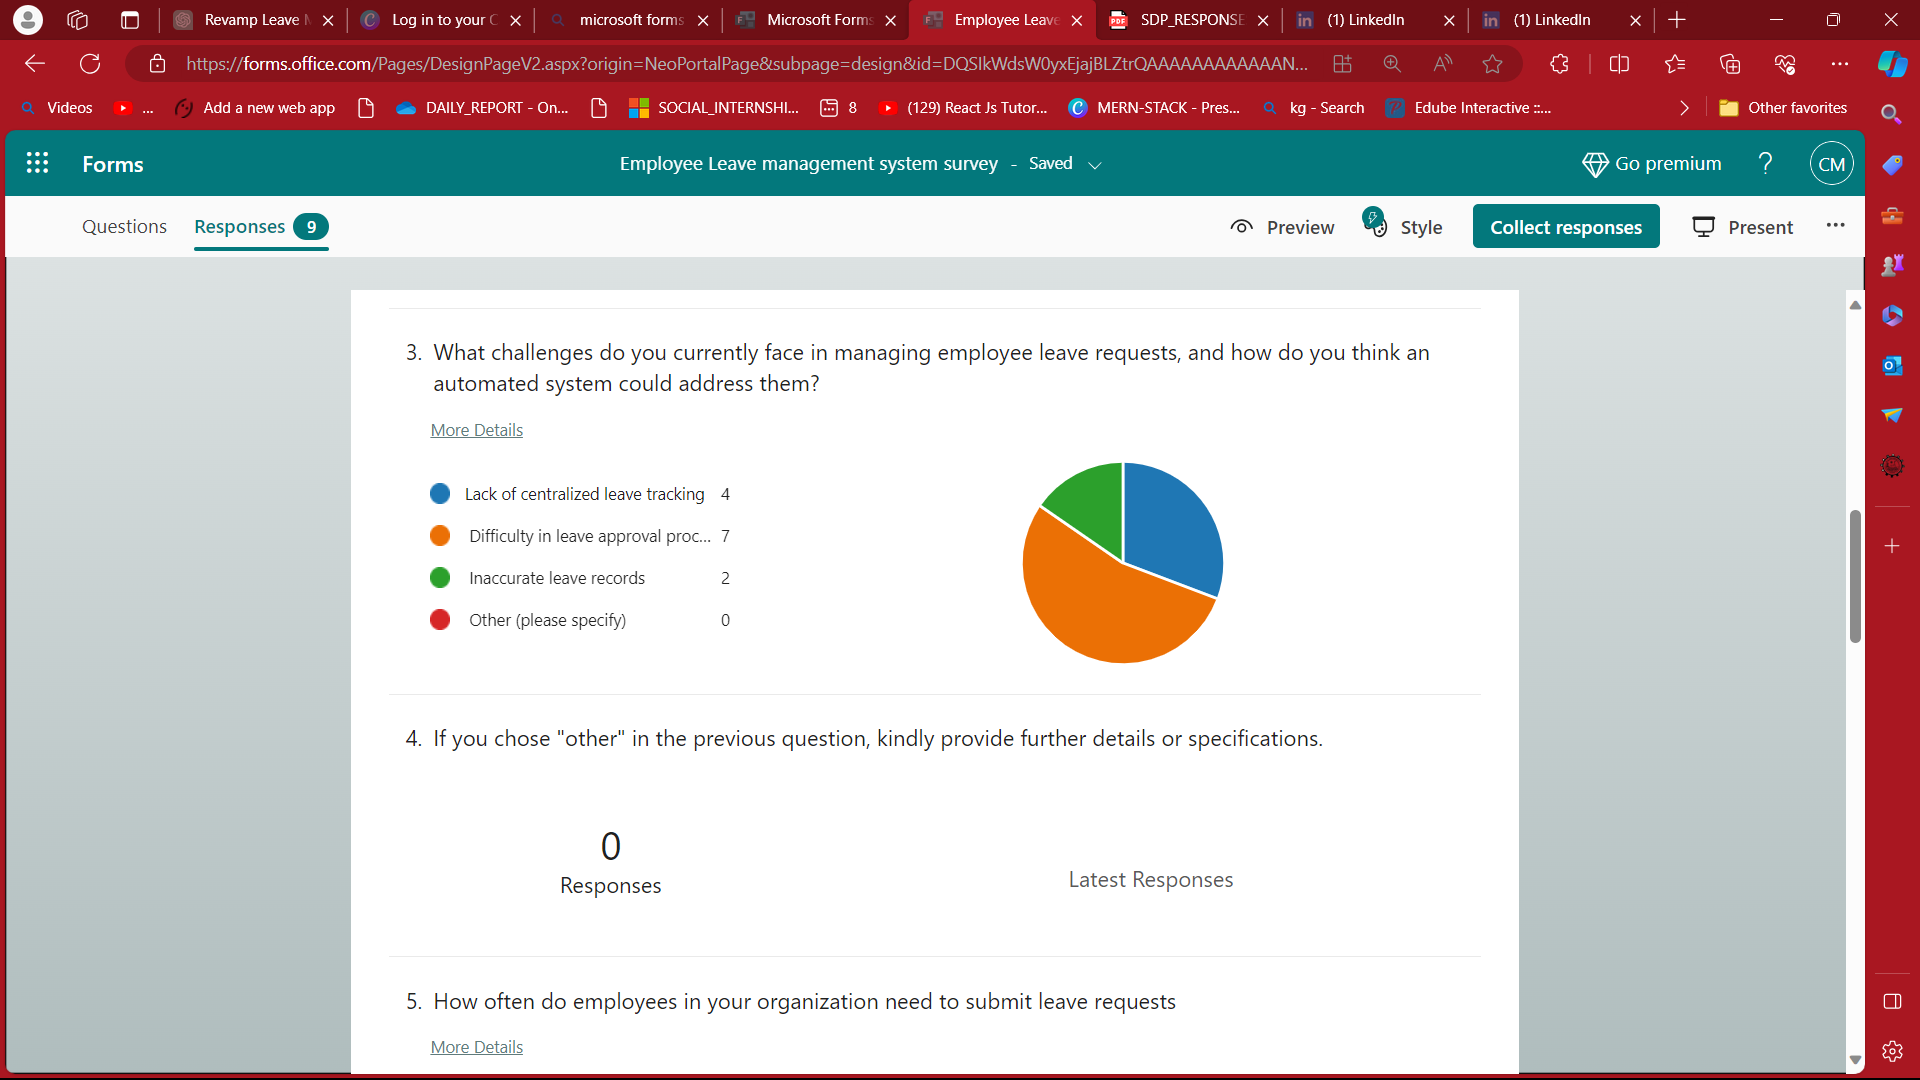 Revamp Leave M
Log in to your C
microsoft forms
Microsoft Forms
Employee Leave
SDP_RESPONSE
(1) LinkedIn
(1) LinkedIn
https://forms.office.com/Pages/DesignPageV2.aspx?origin=NeoPortalPage&subpage=design&id=DQSIkWdsW0yxEjajBLZtrQAAAAAAAAAAAAN...
Videos
...
Add a new web app
DAILY_REPORT - On...
SOCIAL_INTERNSHI...
8
(129) React Js Tutor...
MERN-STACK - Pres...
kg - Search
Edube Interactive ::...
Other favorites
Forms
Employee Leave management system survey - Saved
Go premium
?
CM
Questions
Responses 9
Preview
Style
Collect responses
Present
3. What challenges do you currently face in managing employee leave requests, and how do you think an
automated system could address them?
More Details
Lack of centralized leave tracking 4
Difficulty in leave approval proc... 7
Inaccurate leave records 2
Other (please specify) 0
4. If you chose "other" in the previous question, kindly provide further details or specifications.
0
Responses
Latest Responses
5. How often do employees in your organization need to submit leave requests
More Details